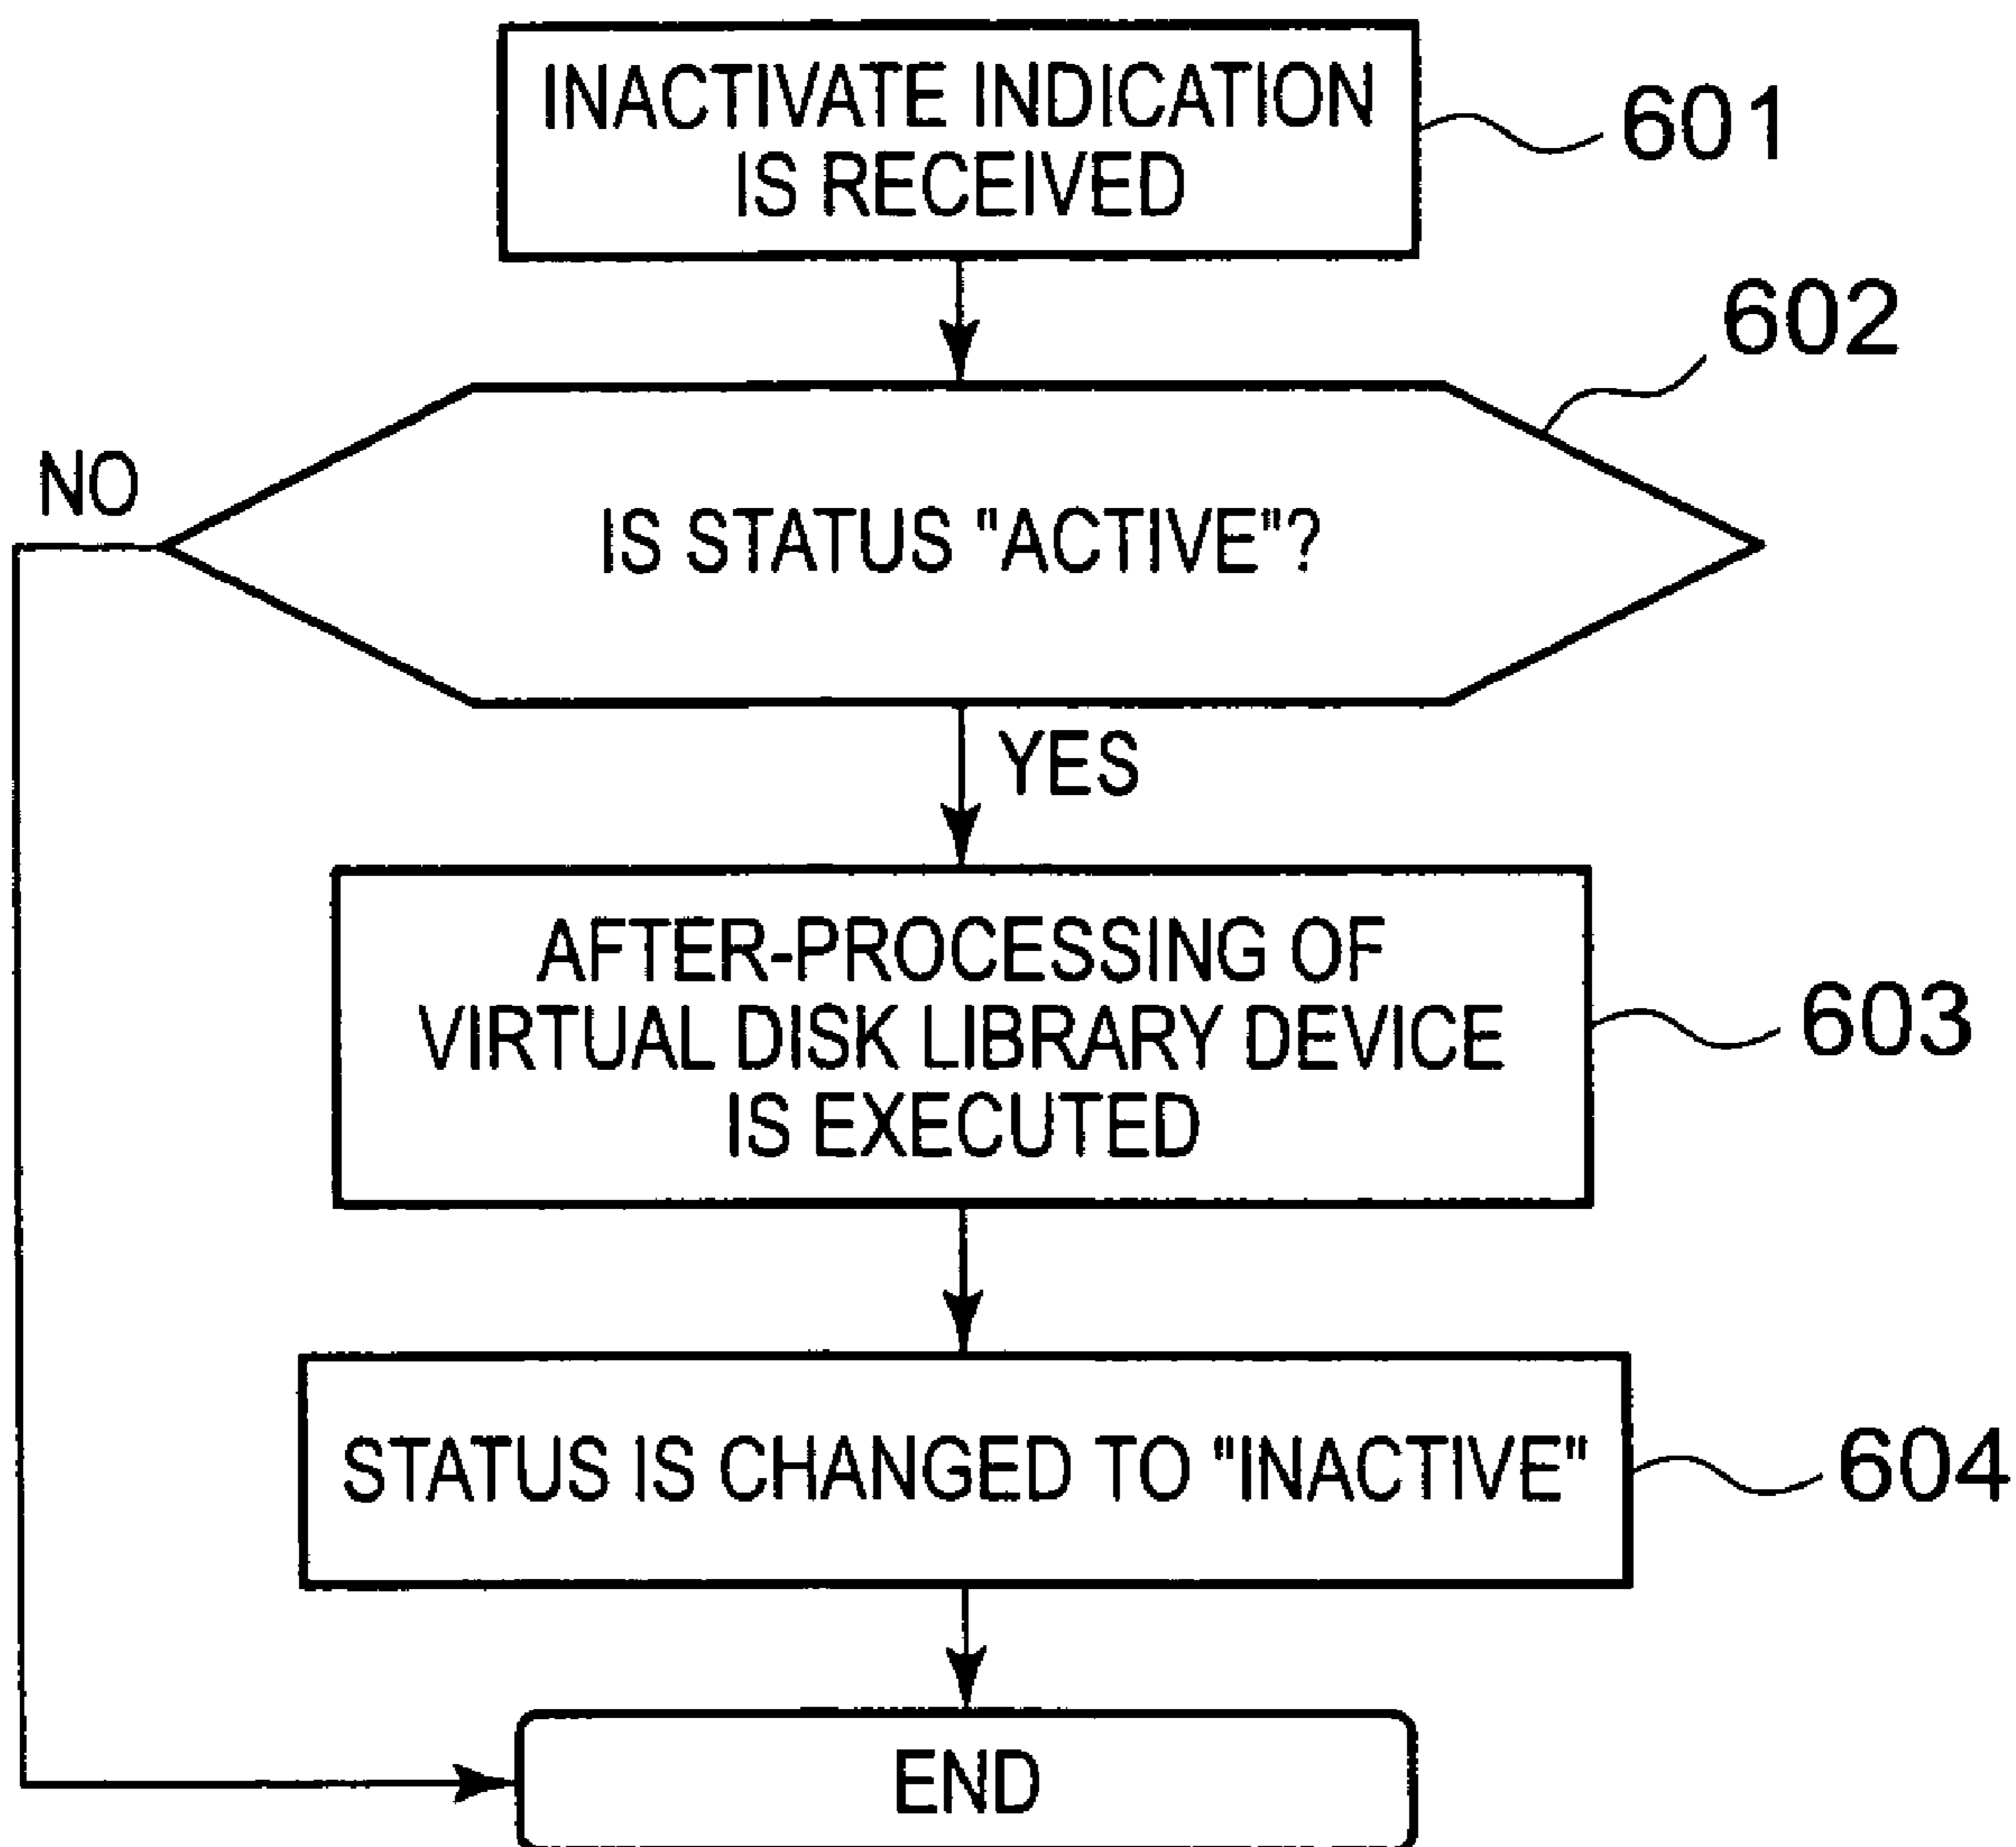 INACTIVATE INDICATION
IS RECEIVED
601
602
NO
IS STATUS "ACTIVE"?
YES
AFTER-PROCESSING OF
VIRTUAL DISK LIBRARY DEVICE
IS EXECUTED
603
STATUS IS CHANGED TO "INACTIVE"
604
END